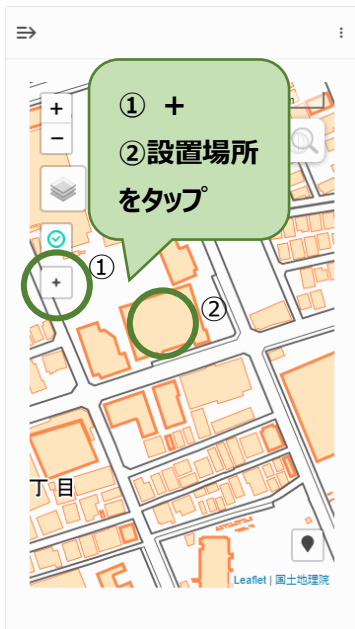 ① +
②設置場所
をタップ
m
+
−
①
+
②
丁目
Leaflet | 国土地理院